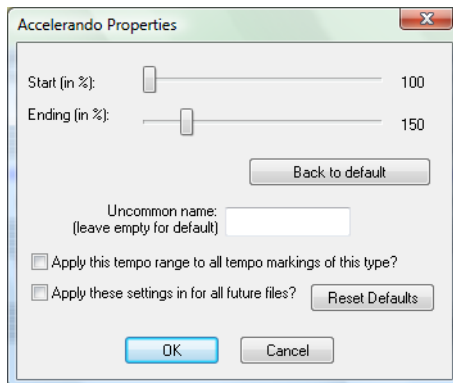 Accelerando Properties
Start (in %): 100
Ending (in %): 150
Back to default
Uncommon name:
(leave empty for default)
Apply this tempo range to all tempo markings of this type?
Apply these settings in for all future files? Reset Defaults
OK Cancel